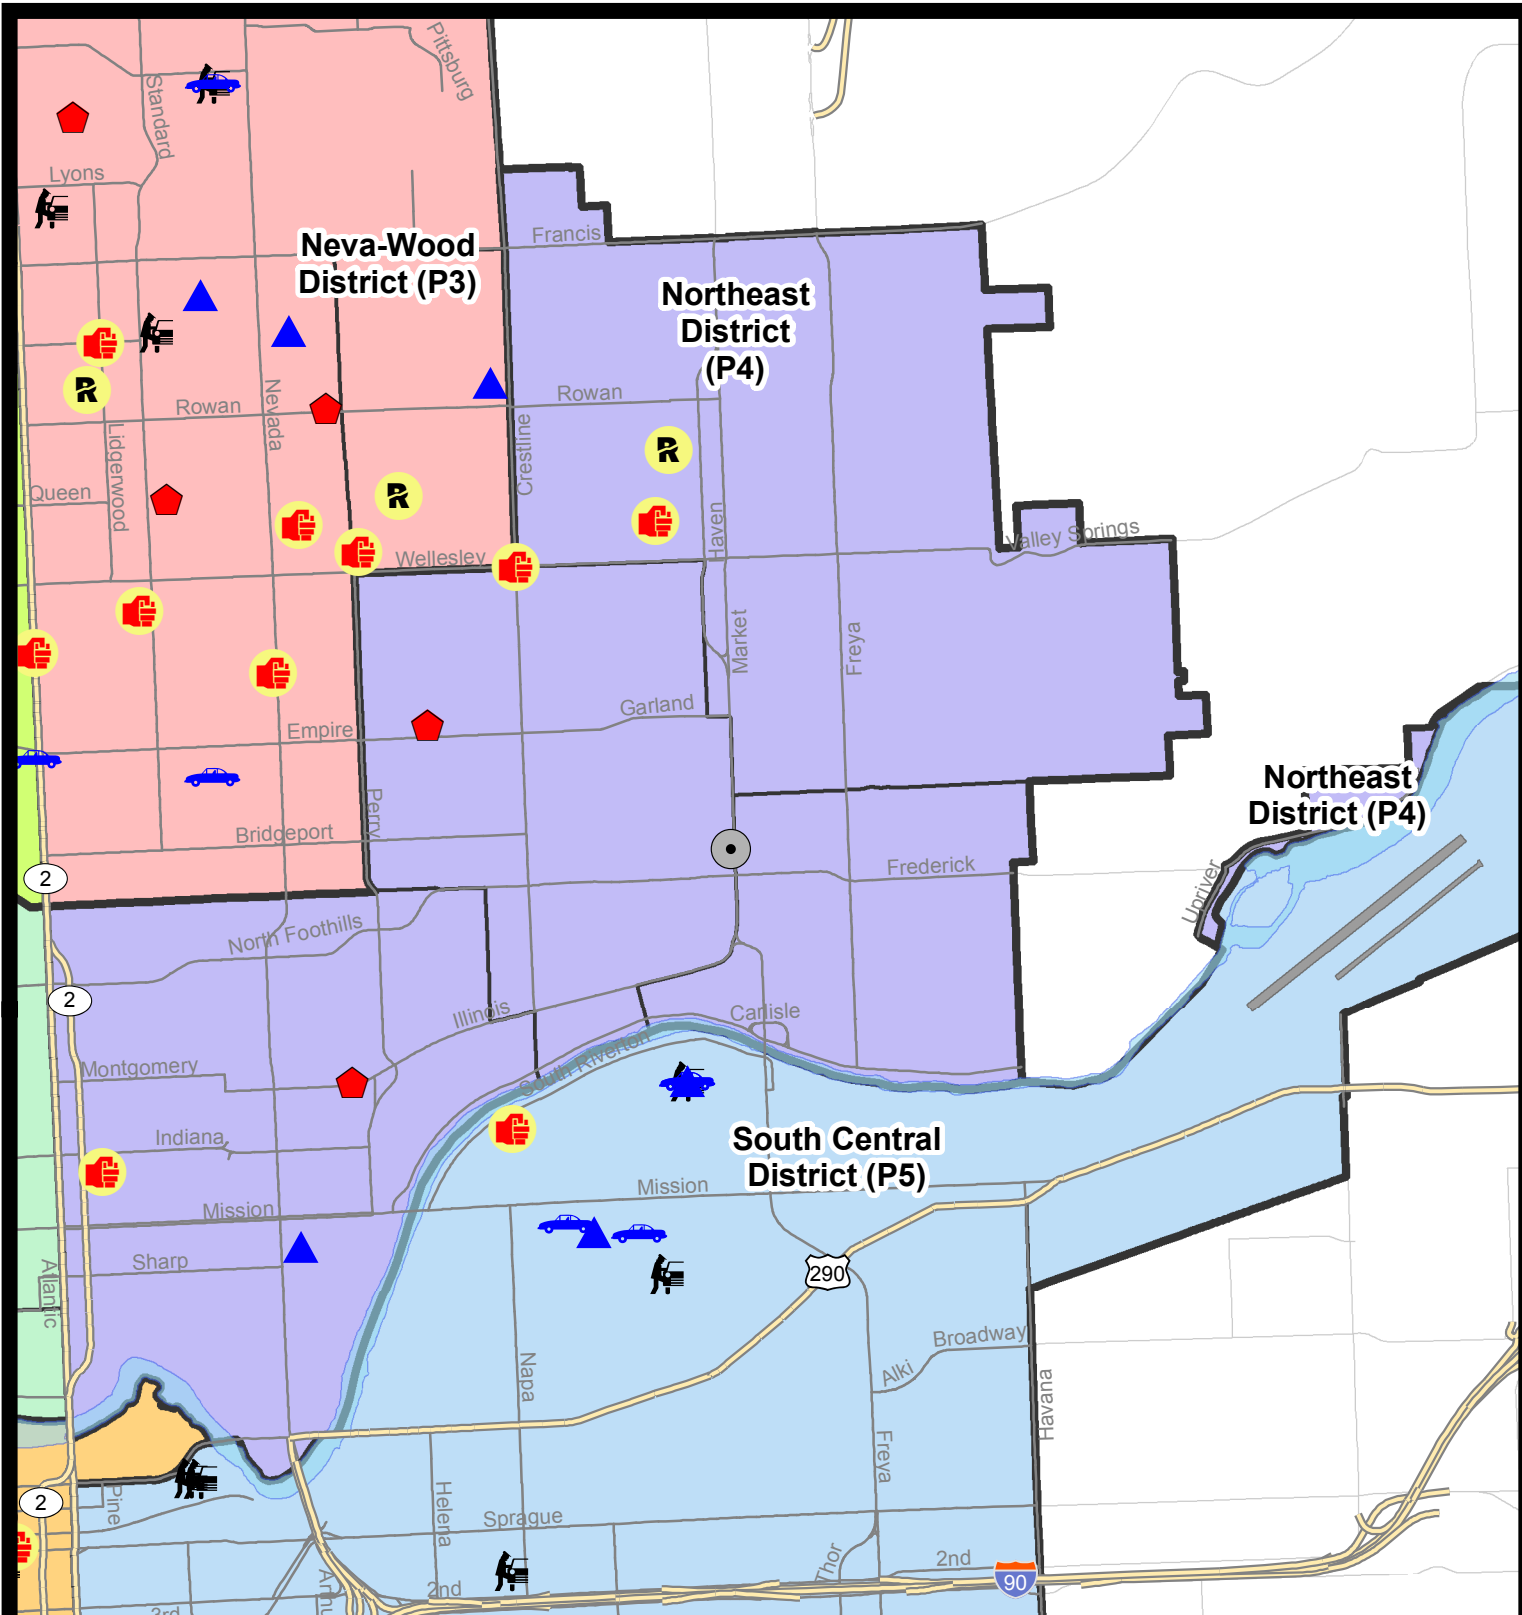 Pittsburg
Standard
Lyons
Neva-Wood
District (P3)
Francis
Northeast
District
(P4)
R
Rowan
Nevada
Rowan
Crestline
R
Lidgerwood
Queen
R
Haven
Valley Springs
Wellesley
Market
Freya
Garland
Empire
Northeast
District (P4)
Perry
Bridgeport
Frederick
2
Upriver
North Foothills
2
Illinois
Carlisle
South Riverton
Montgomery
Indiana
South Central
District (P5)
Mission
Mission
Sharp
Atlantic
290
Broadway
Alki
Napa
Havana
Freya
2
Pine
Helena
Sprague
Thor
2nd
90
2nd
3rd